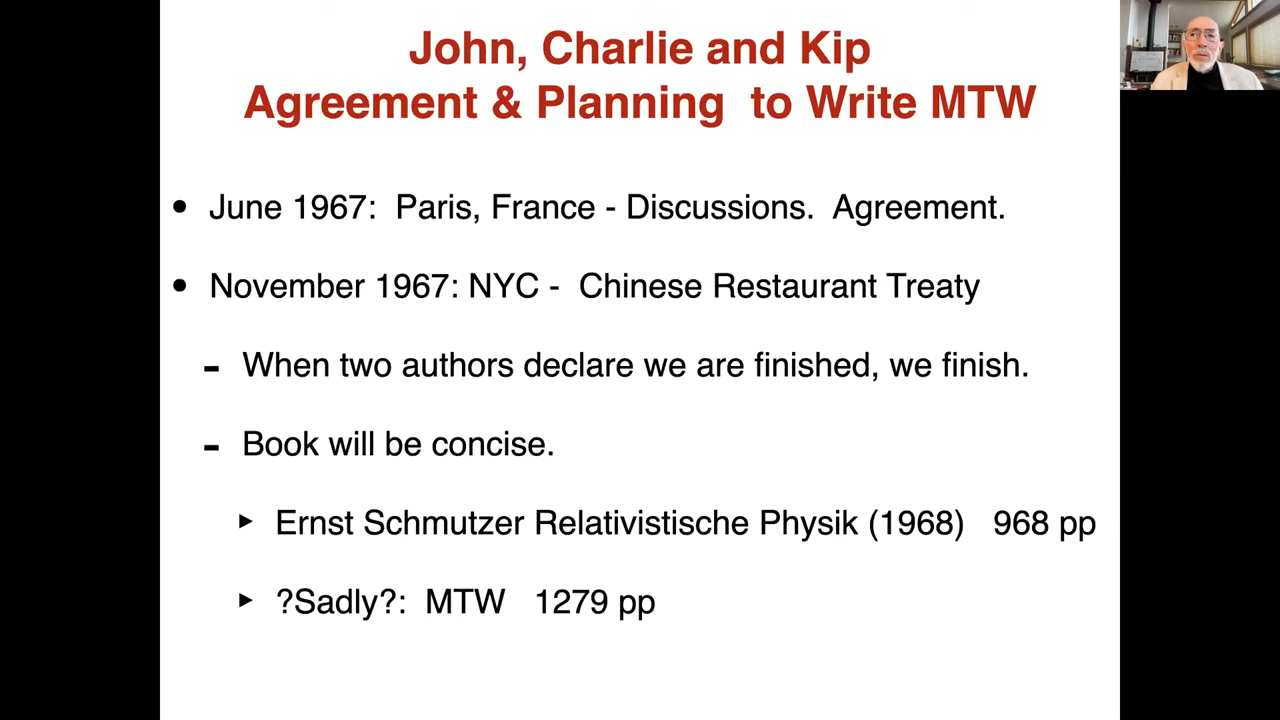 John, Charlie and Kip
Agreement & Planning to Write MTW
• June 1967: Paris, France - Discussions. Agreement.
• November 1967: NYC - Chinese Restaurant Treaty
- When two authors declare we are finished, we finish.
- Book will be concise.
‣ Ernst Schmutzer Relativistische Physik (1968) 968 pp
‣ ?Sadly?: MTW 1279 pp